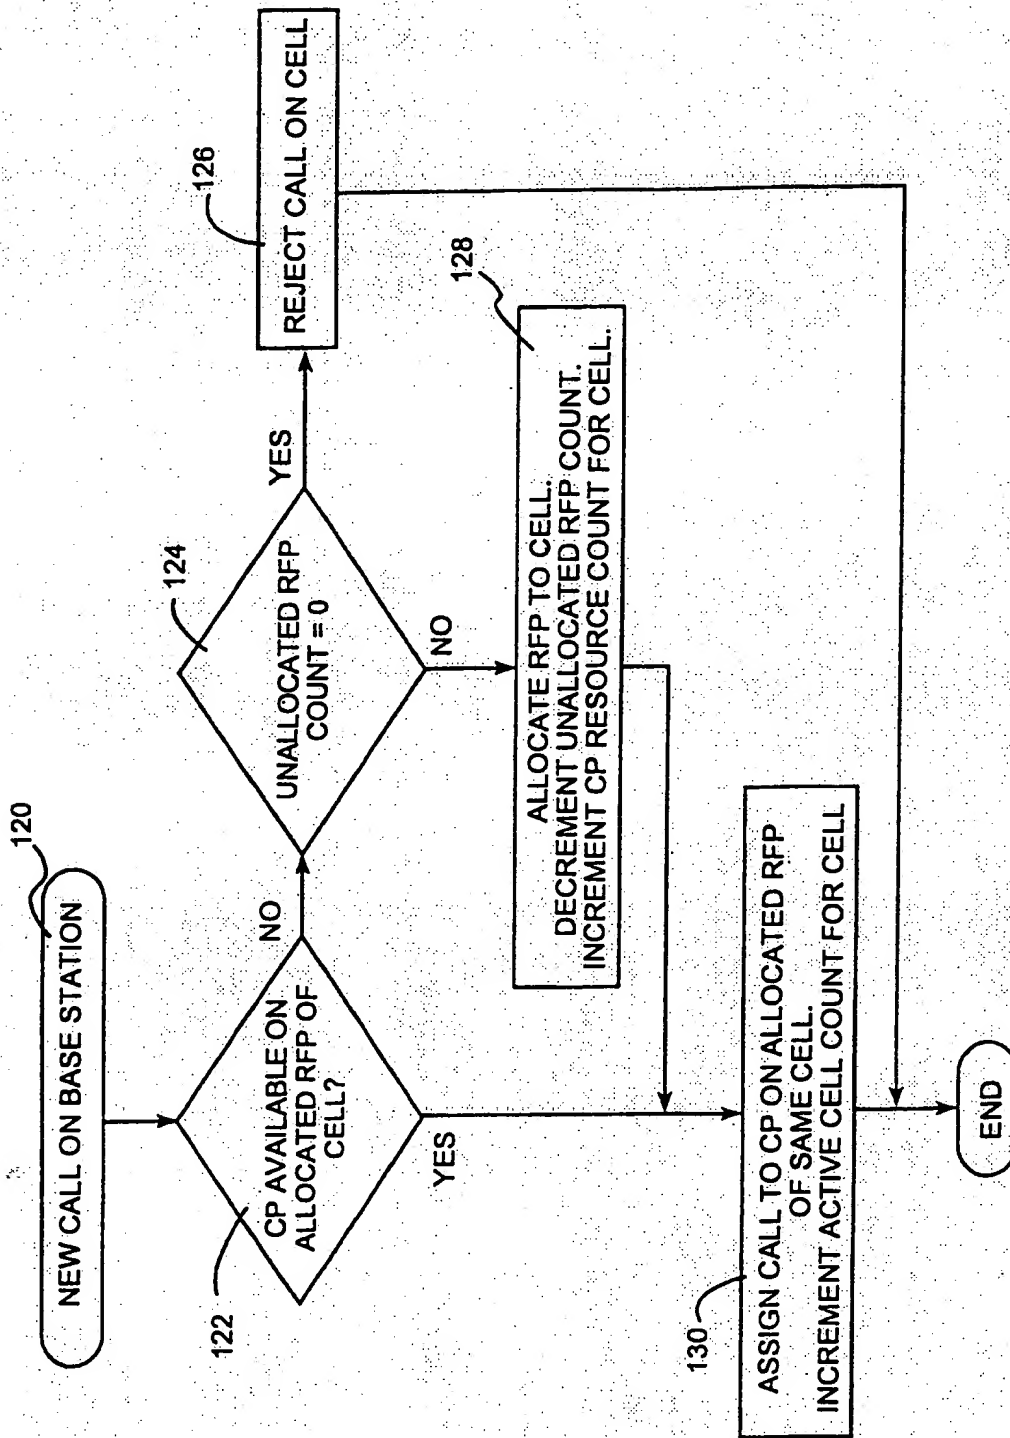 120
NEW CALL ON BASE STATION
122
CP AVAILABLE ON
ALLOCATED RFP OF
CELL?
NO
YES
124
UNALLOCATED RFP
COUNT = 0
YES
NO
126
REJECT CALL ON CELL
128
ALLOCATE RFP TO CELL.
DECREMENT UNALLOCATED RFP COUNT.
INCREMENT CP RESOURCE COUNT FOR CELL.
130
ASSIGN CALL TO CP ON ALLOCATED RFP
OF SAME CELL.
INCREMENT ACTIVE CELL COUNT FOR CELL
END